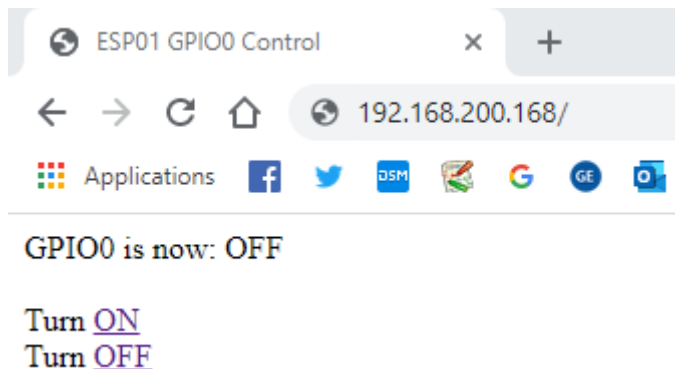 ESP01 GPIO0 Control
192.168.200.168/
Applications f DSM G GE O
GPIO0 is now: OFF
Turn ON
Turn OFF